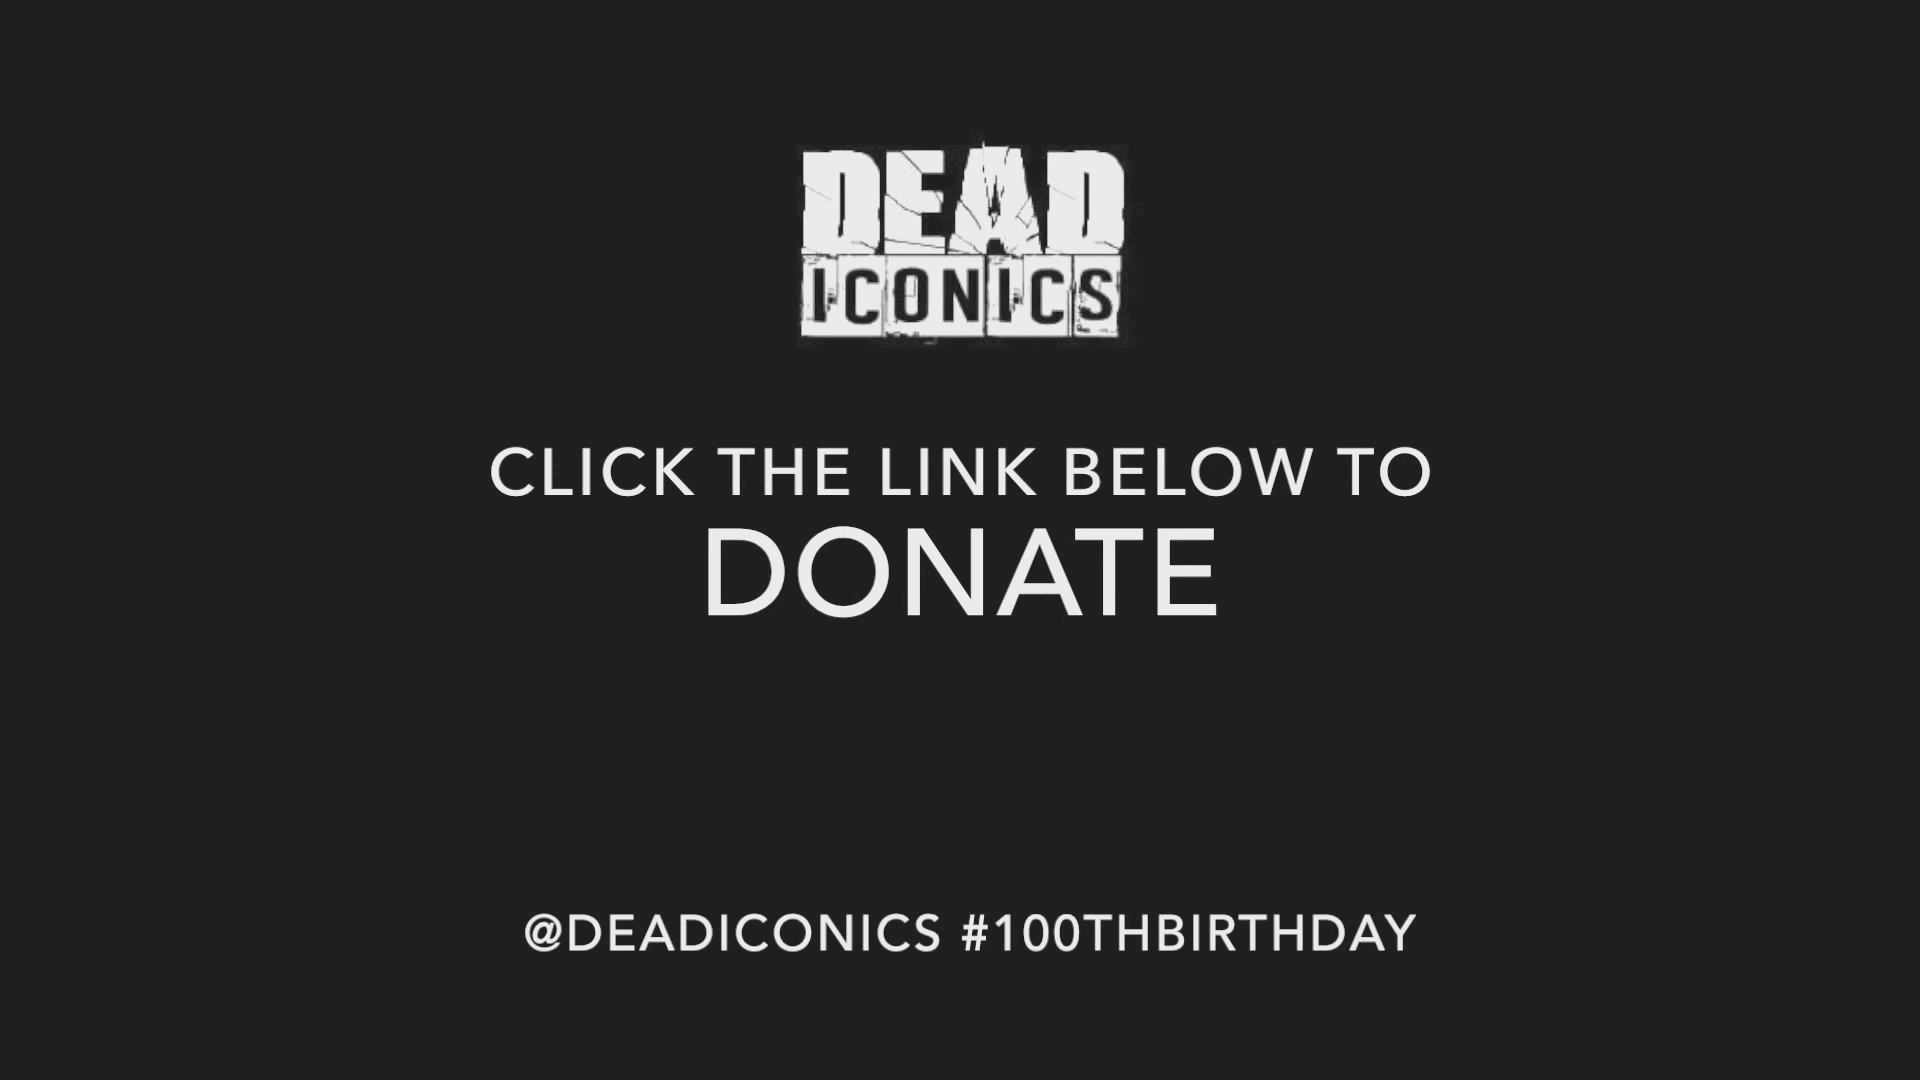 DEAD
ICONICS
CLICK THE LINK BELOW TO
DONATE
@DEADICONICS #100THBIRTHDAY